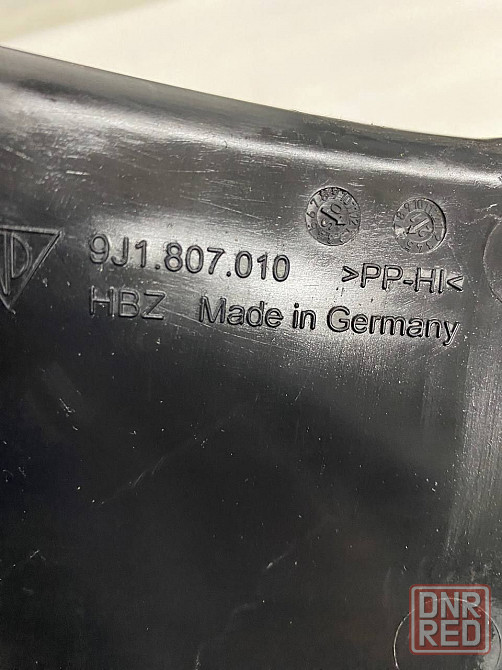 9J1.807.010 >PP-HI<
HBZ Made in Germany
DNR
RED